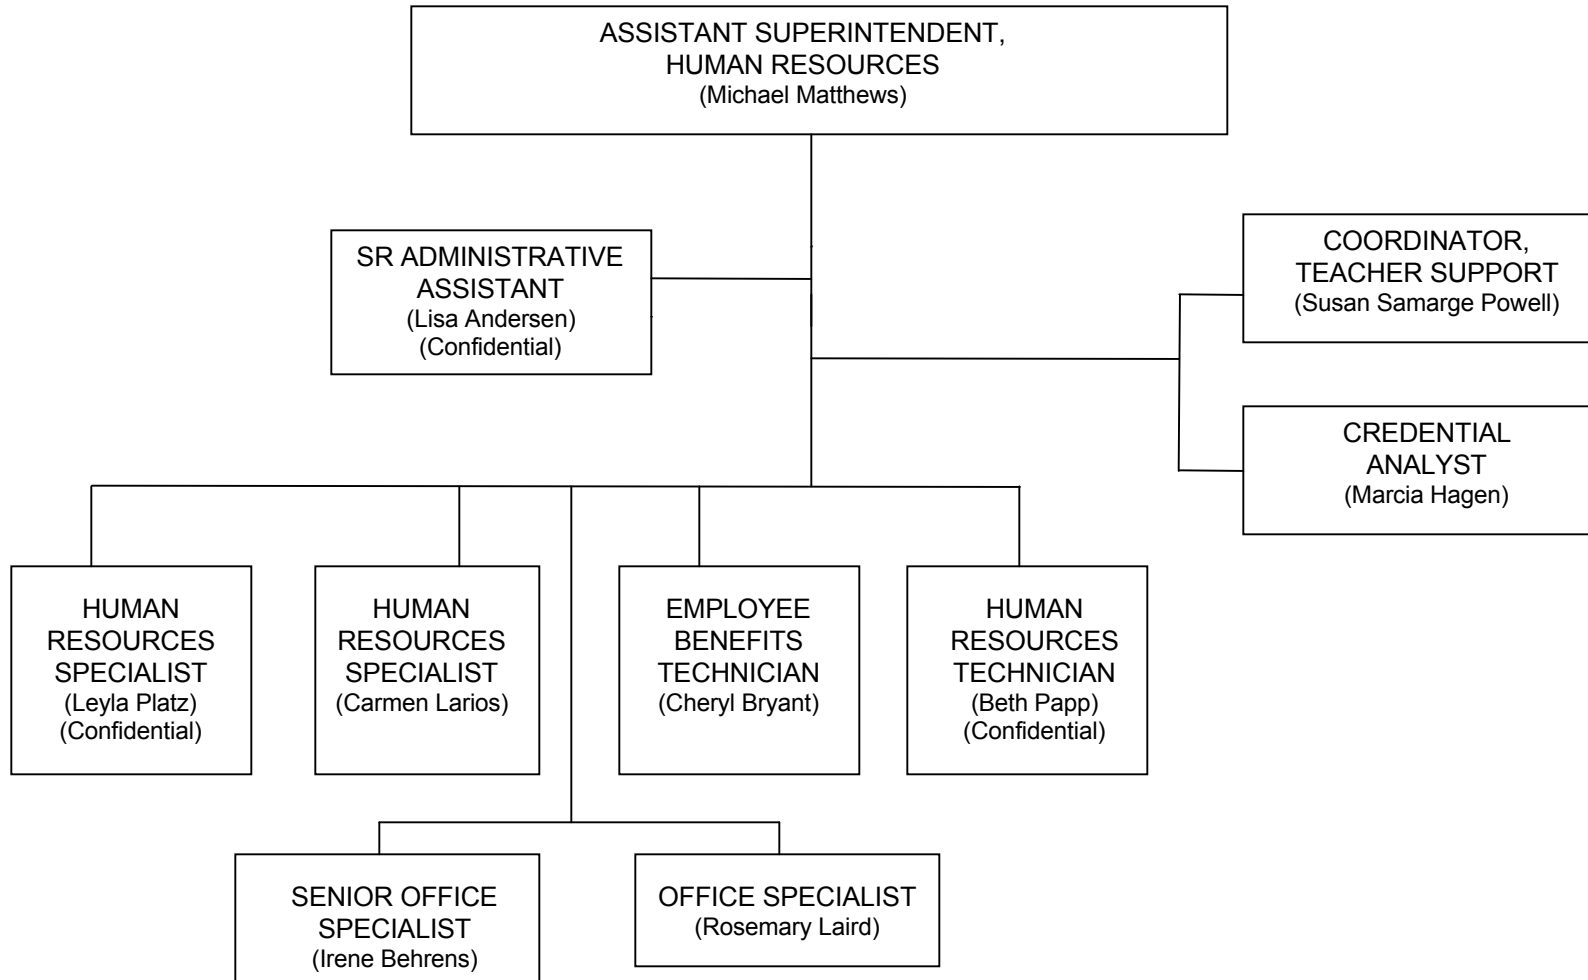 ASSISTANT SUPERINTENDENT,
HUMAN RESOURCES
(Michael Matthews)
SR ADMINISTRATIVE
ASSISTANT
(Lisa Andersen)
(Confidential)
COORDINATOR,
TEACHER SUPPORT
(Susan Samarge Powell)
CREDENTIAL
ANALYST
(Marcia Hagen)
HUMAN
RESOURCES
SPECIALIST
(Leyla Platz)
(Confidential)
HUMAN
RESOURCES
SPECIALIST
(Carmen Larios)
EMPLOYEE
BENEFITS
TECHNICIAN
(Cheryl Bryant)
HUMAN
RESOURCES
TECHNICIAN
(Beth Papp)
(Confidential)
SENIOR OFFICE
SPECIALIST
(Irene Behrens)
OFFICE SPECIALIST
(Rosemary Laird)